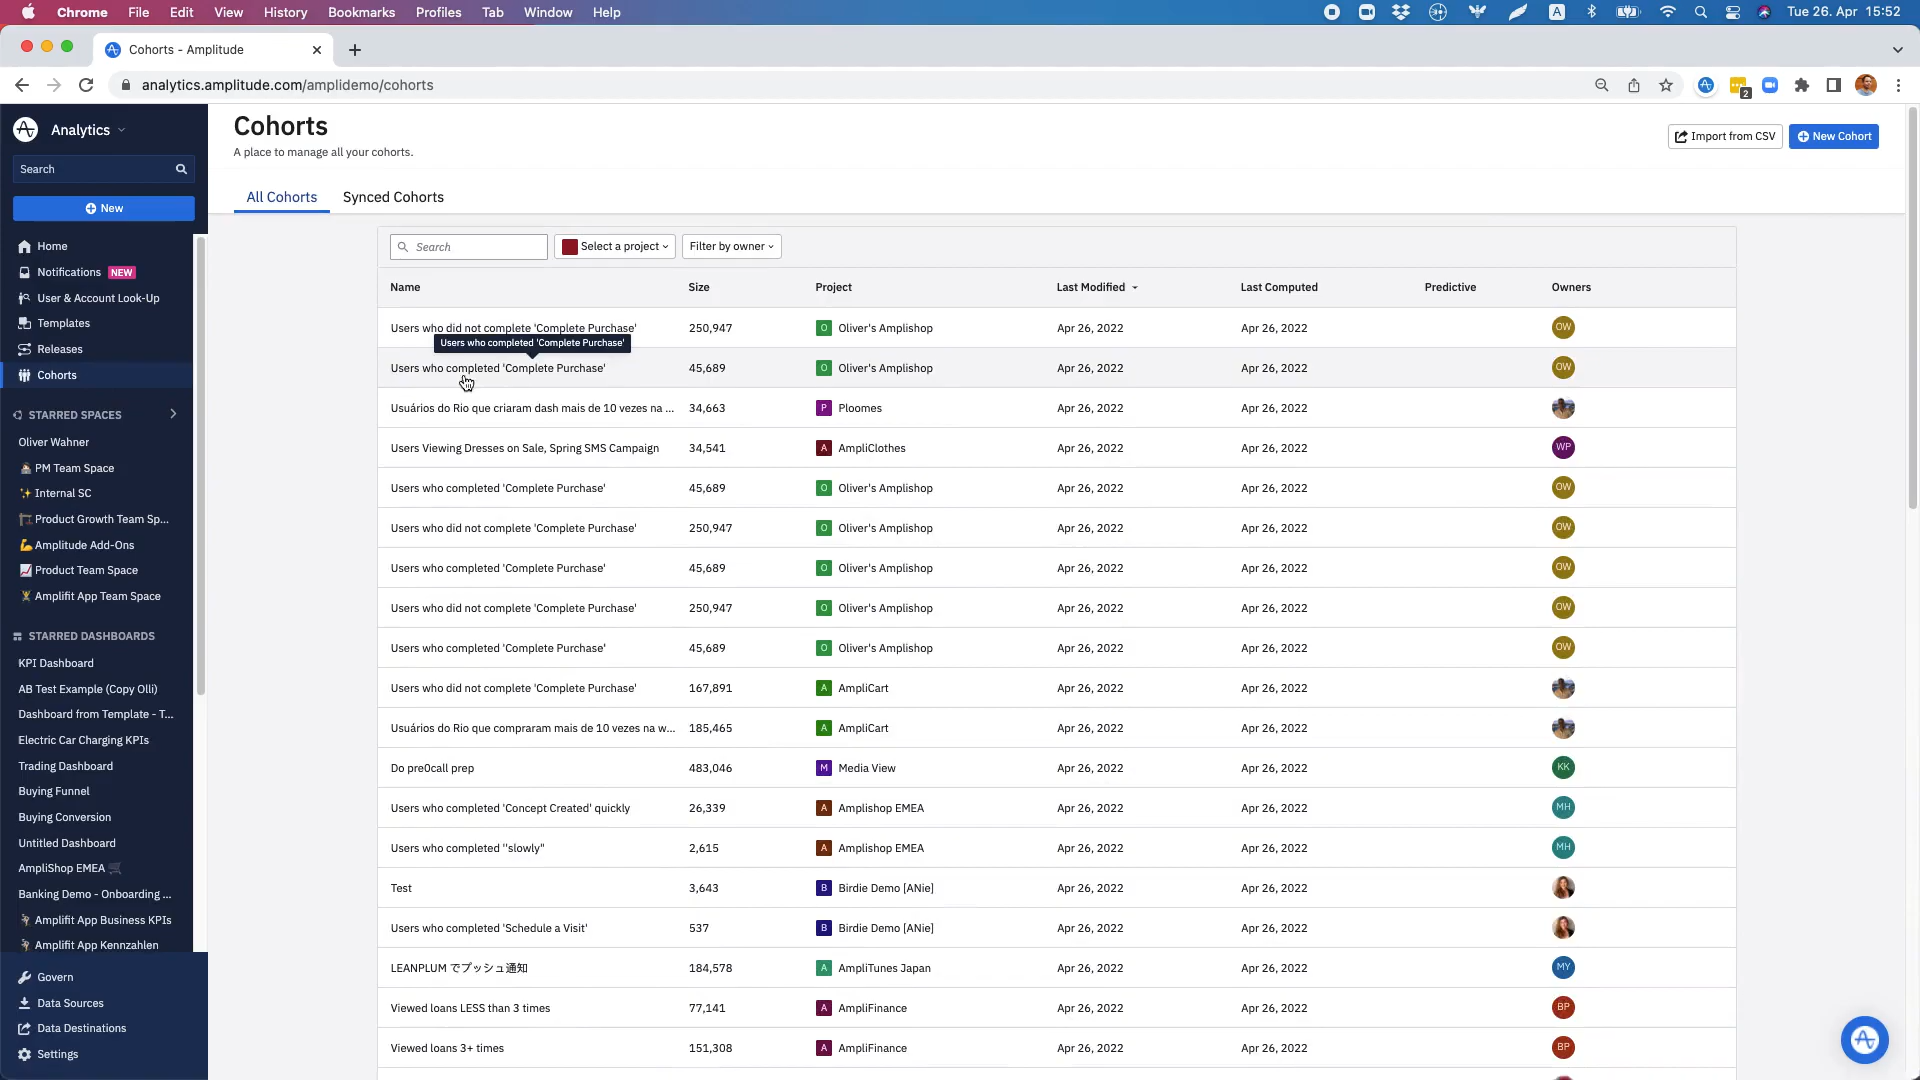 Chrome File Edit View History Bookmarks Profiles Tab Window Help A Tue 26. Apr 15:52
Cohorts - Amplitude
analytics.amplitude.com/amplidemo/cohorts 2
Analytics
Search
New
Home
Notifications NEW
User & Account Look-Up
Templates
Releases
Cohorts
STARRED SPACES
Oliver Wahner
PM Team Space
Internal SC
Product Growth Team Sp...
Amplitude Add-Ons
Product Team Space
Amplifit App Team Space
STARRED DASHBOARDS
KPI Dashboard
AB Test Example (Copy Olli)
Dashboard from Template - T...
Electric Car Charging KPIs
Trading Dashboard
Buying Funnel
Buying Conversion
Untitled Dashboard
AmpliShop EMEA
Banking Demo - Onboarding ...
Amplifit App Business KPIs
Amplifit App Kennzahlen
Govern
Data Sources
Data Destinations
Settings
Cohorts
A place to manage all your cohorts.
Import from CSV New Cohort
All Cohorts Synced Cohorts
Search Select a project Filter by owner
Name Size Project Last Modified Last Computed Predictive Owners
Users who did not complete 'Complete Purchase' 250,947 O Oliver's Amplishop Apr 26, 2022 Apr 26, 2022 OW
Users who completed 'Complete Purchase'
Users who completed 'Complete Purchase' 45,689 O Oliver's Amplishop Apr 26, 2022 Apr 26, 2022 OW
Usuários do Rio que criaram dash mais de 10 vezes na ... 34,663 P Ploomes Apr 26, 2022 Apr 26, 2022
Users Viewing Dresses on Sale, Spring SMS Campaign 34,541 A AmpliClothes Apr 26, 2022 Apr 26, 2022 WP
Users who completed 'Complete Purchase' 45,689 O Oliver's Amplishop Apr 26, 2022 Apr 26, 2022 OW
Users who did not complete 'Complete Purchase' 250,947 O Oliver's Amplishop Apr 26, 2022 Apr 26, 2022 OW
Users who completed 'Complete Purchase' 45,689 O Oliver's Amplishop Apr 26, 2022 Apr 26, 2022 OW
Users who did not complete 'Complete Purchase' 250,947 O Oliver's Amplishop Apr 26, 2022 Apr 26, 2022 OW
Users who completed 'Complete Purchase' 45,689 O Oliver's Amplishop Apr 26, 2022 Apr 26, 2022 OW
Users who did not complete 'Complete Purchase' 167,891 A AmpliCart Apr 26, 2022 Apr 26, 2022
Usuários do Rio que compraram mais de 10 vezes na w... 185,465 A AmpliCart Apr 26, 2022 Apr 26, 2022
Do pre0call prep 483,046 M Media View Apr 26, 2022 Apr 26, 2022 KK
Users who completed 'Concept Created' quickly 26,339 A Amplishop EMEA Apr 26, 2022 Apr 26, 2022 MH
Users who completed ''slowly" 2,615 A Amplishop EMEA Apr 26, 2022 Apr 26, 2022 MH
Test 3,643 B Birdie Demo [ANie] Apr 26, 2022 Apr 26, 2022
Users who completed 'Schedule a Visit' 537 B Birdie Demo [ANie] Apr 26, 2022 Apr 26, 2022
LEANPLUM でプッシュ通知 184,578 A AmpliTunes Japan Apr 26, 2022 Apr 26, 2022 MY
Viewed loans LESS than 3 times 77,141 A AmpliFinance Apr 26, 2022 Apr 26, 2022 BP
Viewed loans 3+ times 151,308 A AmpliFinance Apr 26, 2022 Apr 26, 2022 BP